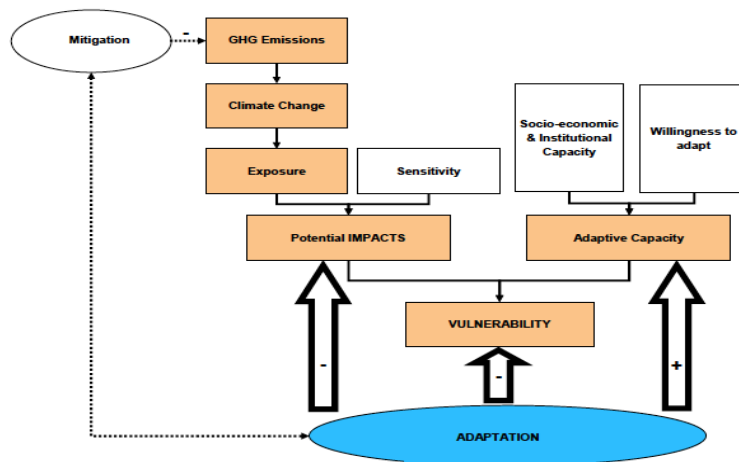 Mitigation
-
GHG Emissions
Climate Change
Socio-economic
& Institutional
Capacity
Willingness to
adapt
Exposure
Sensitivity
Potential IMPACTS
Adaptive Capacity
VULNERABILITY
-
-
+
ADAPTATION